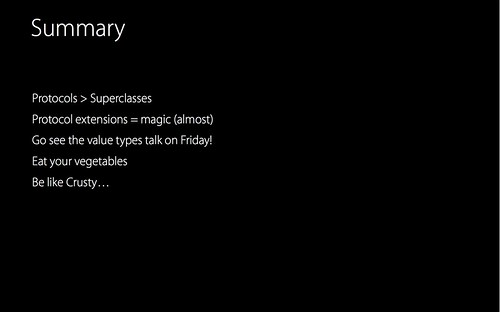 Summary
Protocols > Superclasses
Protocol extensions = magic (almost)
Go see the value types talk on Friday!
Eat your vegetables
Be like Crusty…